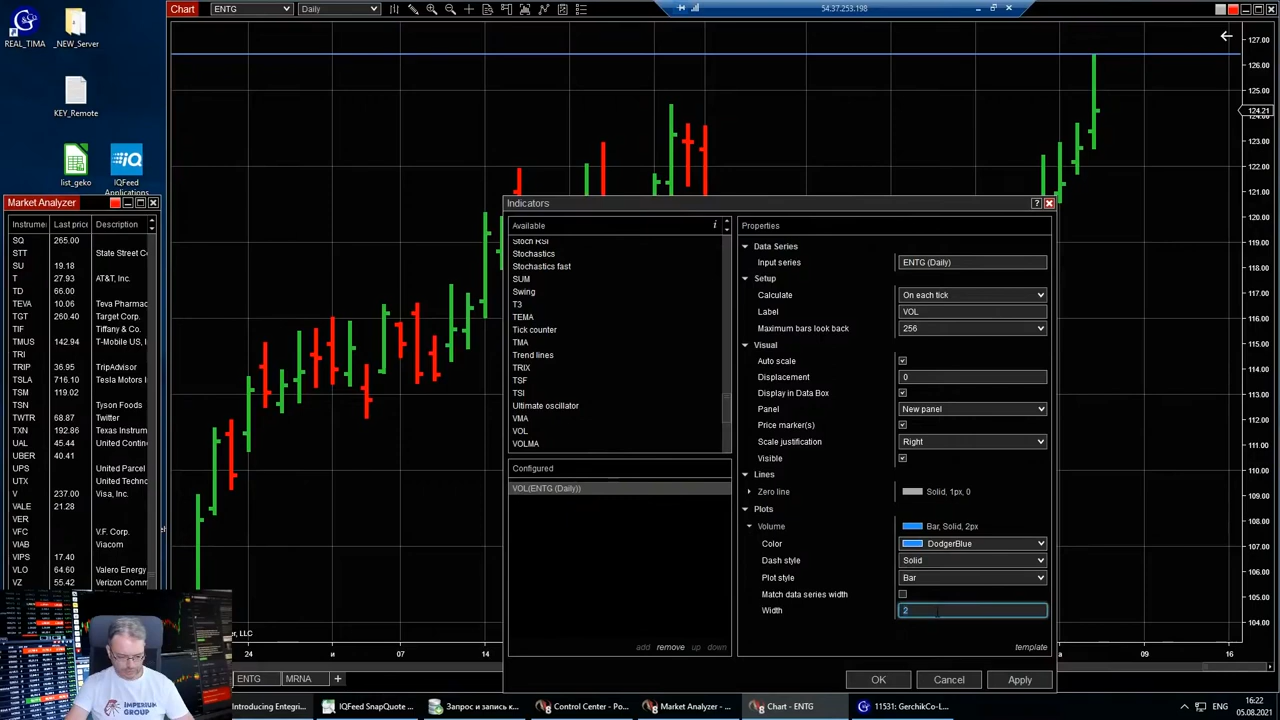 Chart
ENTG
Daily
54.37.253.198
REAL_TIMA
_NEW_Server
KEY_Remote
list_geko
IQFeed
Applications
127.00
126.00
125.00
124.21
123.00
122.00
121.00
120.00
119.00
118.00
117.00
116.00
115.00
114.00
113.00
112.00
111.00
110.00
109.00
108.00
107.00
106.00
105.00
104.00
Market Analyzer
Instrume Last price Description
SQ 265.00
STT State Street Co
SU 19.18
T 27.93 AT&T, Inc.
TD 66.00
TEVA 10.06 Teva Pharmac
TGT 260.40 Target Corp.
TIF Tiffany & Co.
TMUS 142.94 T-Mobile US, I
TRI
TRIP 36.95 TripAdvisor
TSLA 716.10 Tesla Motors I
TSM 119.02
TSN Tyson Foods
TWTR 68.87 Twitter
TXN 192.86 Texas Instrum
UAL 45.44 United Contin
UBER 40.41
UPS United Parcel
UTX United Techno
V 237.00 Visa, Inc.
VALE 21.28
VER
VFC V.F. Corp.
VIAB Viacom
VIPS 17.40
VLO 64.60 Valero Energy
VZ 55.42 Verizon Comm
Indicators
?
Available
i
Stoch RSI
Stochastics
Stochastics fast
SUM
Swing
T3
TEMA
Tick counter
TMA
Trend lines
TRIX
TSF
TSI
Ultimate oscillator
VMA
VOL
VOLMA
Configured
VOL(ENTG (Daily))
add remove up down
Properties
Data Series
Input series ENTG (Daily)
Setup
Calculate On each tick
Label VOL
Maximum bars look back 256
Visual
Auto scale
Displacement 0
Display in Data Box
Panel New panel
Price marker(s)
Scale justification Right
Visible
Lines
Zero line Solid, 1px, 0
Plots
Volume Bar, Solid, 2px
Color DodgerBlue
Dash style Solid
Plot style Bar
Match data series width
Width 2
template
OK Cancel Apply
or, LLC
24 и 07 14 а 09 16
ENTG MRNA +
IMPERIUM
GROUP
Introducing Entegri... IQFeed SnapQuote ... Запрос и запись к... Control Center - Po... Market Analyzer - ... Chart - ENTG 11531: GerchikCo-L...
ENG
16:22
05.08.2021